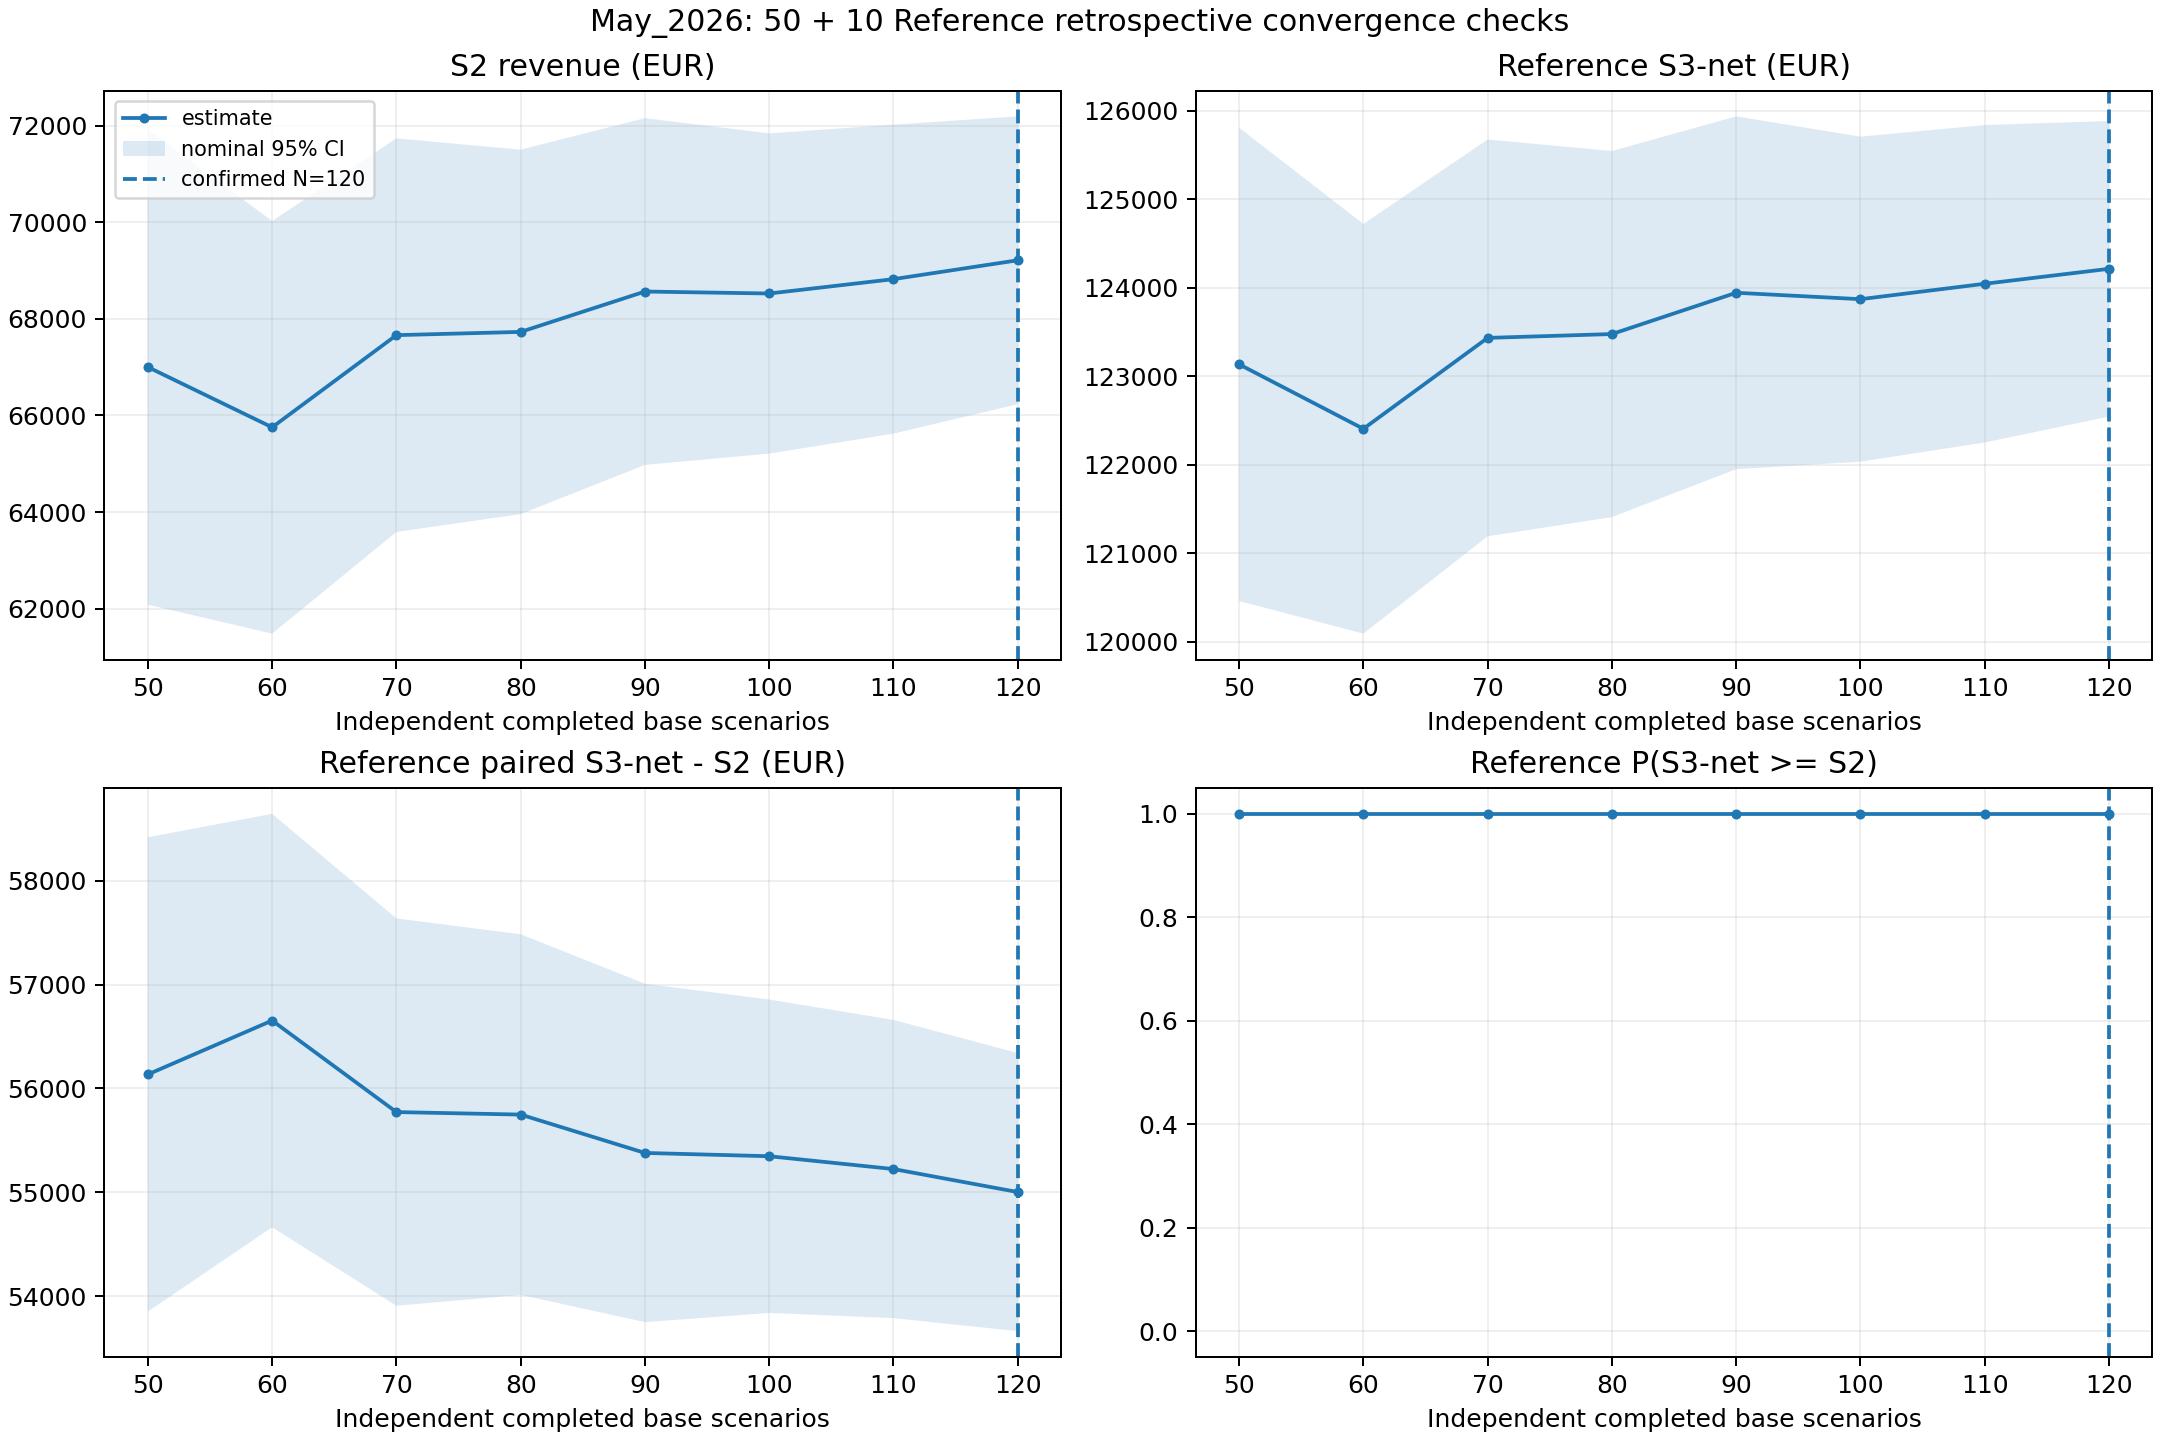 May_2026: 50 + 10 Reference retrospective convergence checks
S2 revenue (EUR)
estimate
nominal 95% CI
confirmed N=120
72000
70000
68000
66000
64000
62000
50 60 70 80 90 100 110 120
Independent completed base scenarios
Reference S3-net (EUR)
126000
125000
124000
123000
122000
121000
120000
50 60 70 80 90 100 110 120
Independent completed base scenarios
Reference paired S3-net - S2 (EUR)
58000
57000
56000
55000
54000
50 60 70 80 90 100 110 120
Independent completed base scenarios
Reference P(S3-net >= S2)
1.0
0.8
0.6
0.4
0.2
0.0
50 60 70 80 90 100 110 120
Independent completed base scenarios